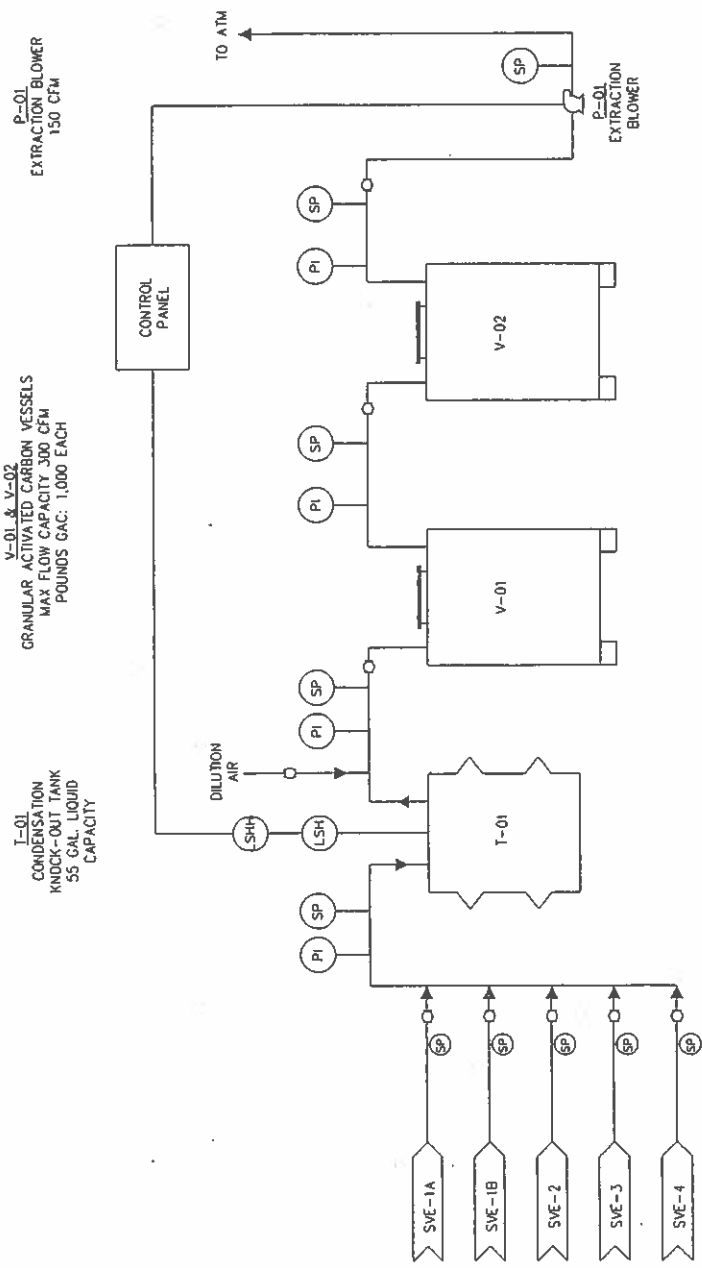 T-01
CONDENSATION
KNOCK-OUT TANK
55 GAL. LIQUID
CAPACITY
V-01 & V-02
GRANULAR ACTIVATED CARBON VESSELS
MAX FLOW CAPACITY 300 CFM
POUNDS GAC: 1,000 EACH
P-01
EXTRACTION BLOWER
150 CFM
CONTROL
PANEL
TO ATM
LSHH
LSH
DILUTION
AIR
PI
SP
PI
SP
PI
SP
PI
SP
SP
P-01
EXTRACTION
BLOWER
T-01
V-01
V-02
SVE-1A
SP
SVE-1B
SP
SVE-2
SP
SVE-3
SP
SVE-4
SP